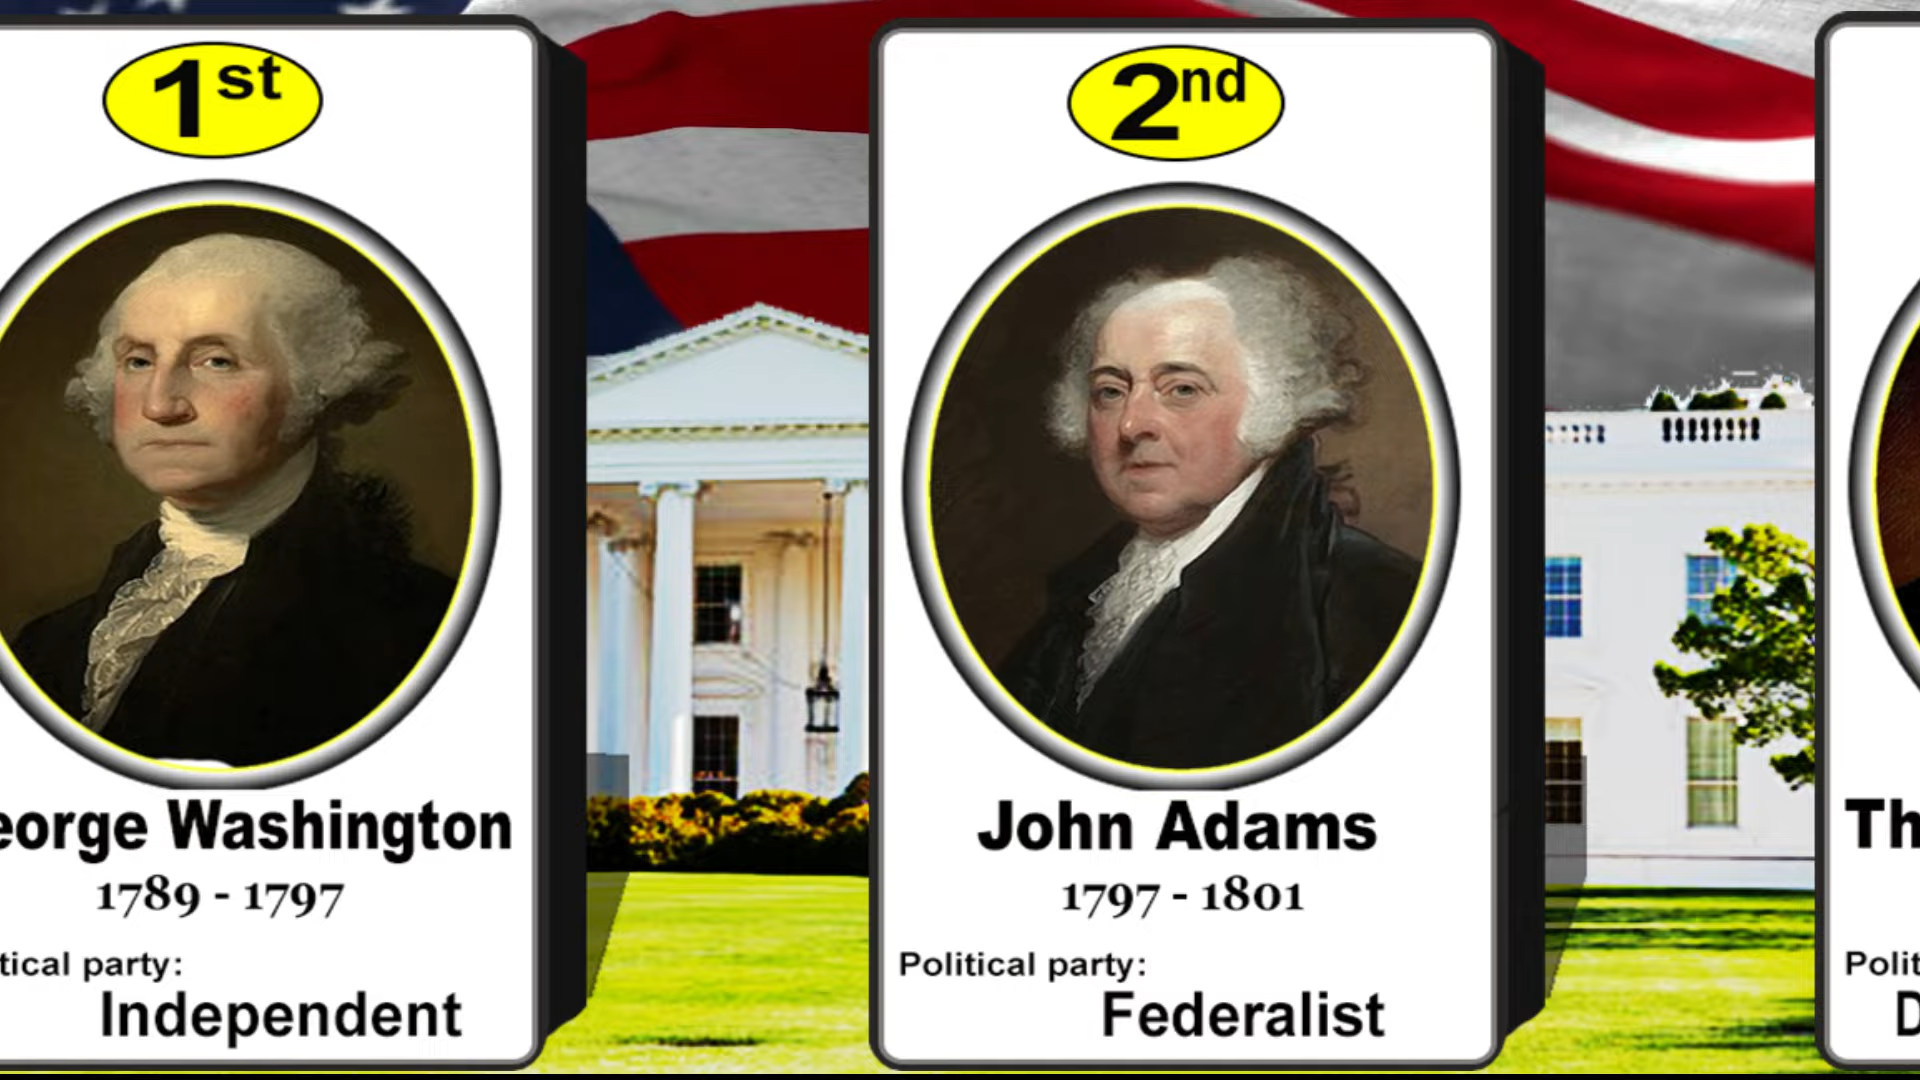 1st
eorge Washington
1789 - 1797
tical party:
Independent
2nd
John Adams
1797 - 1801
Political party:
Federalist
Th
Polit
D